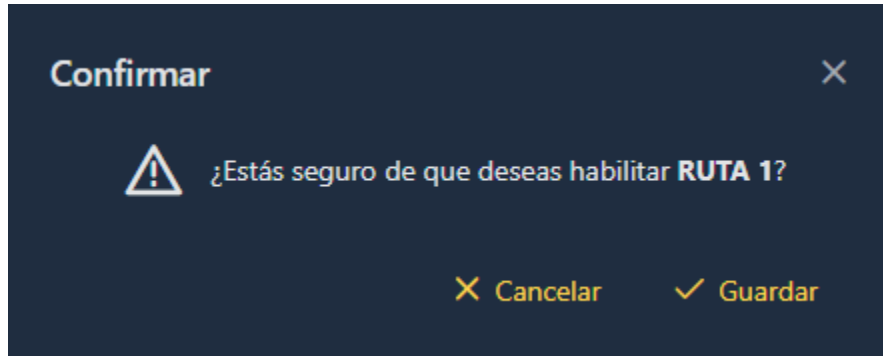 Confirmar
¿Estás seguro de que deseas habilitar RUTA 1?
Cancelar Guardar